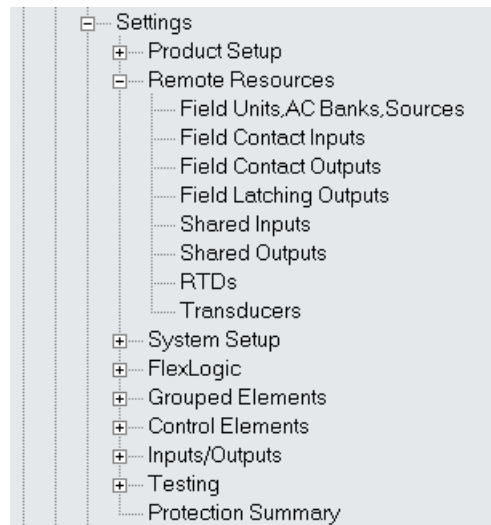 Settings
Product Setup
Remote Resources
Field Units,AC Banks,Sources
Field Contact Inputs
Field Contact Outputs
Field Latching Outputs
Shared Inputs
Shared Outputs
RTDs
Transducers
System Setup
FlexLogic
Grouped Elements
Control Elements
Inputs/Outputs
Testing
Protection Summary